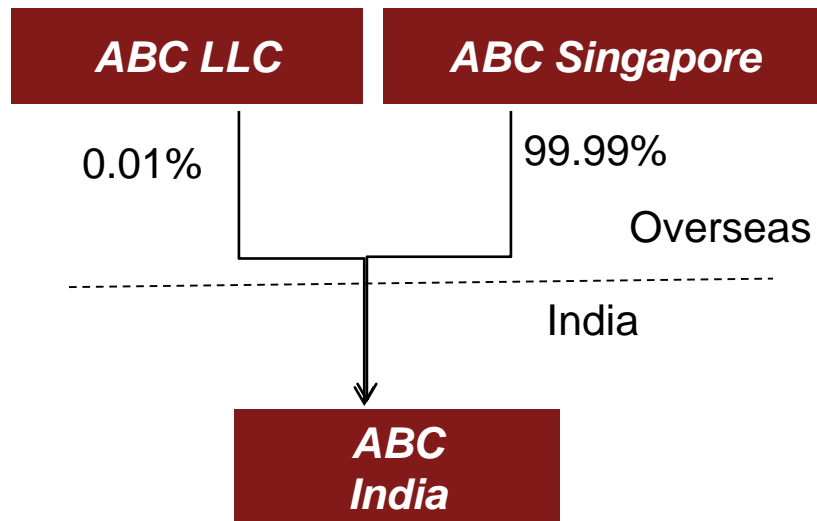 ABC LLC
ABC Singapore
0.01%
99.99%
Overseas
India
ABC
India